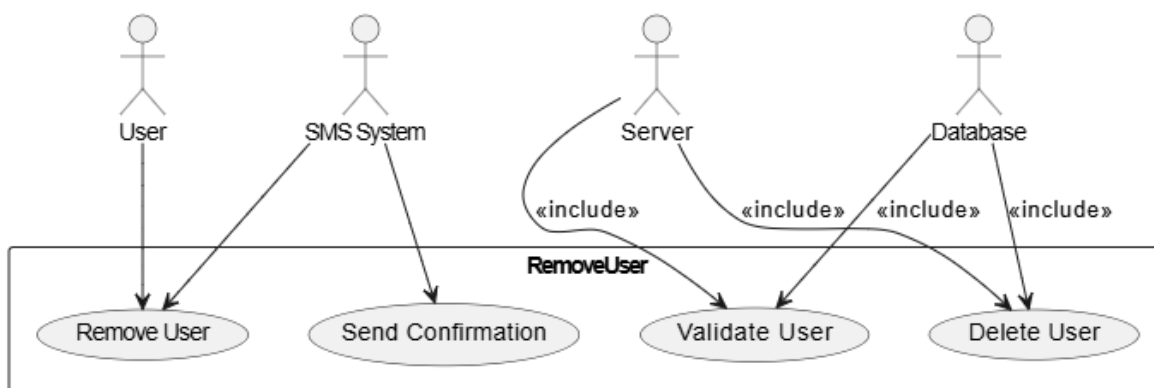 User
SMS System
Server
Database
«include»
«include»
«include»
«include»
RemoveUser
Remove User
Send Confirmation
Validate User
Delete User